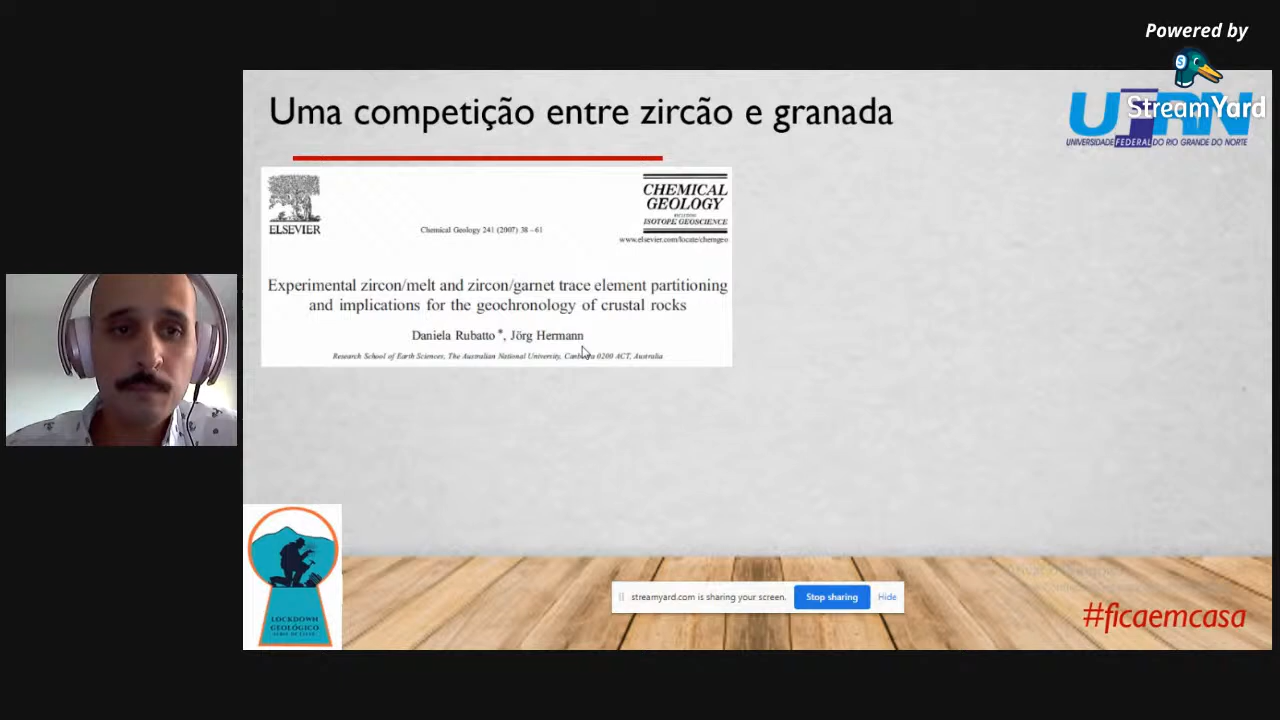 Powered by
StreamYard
Uma competição entre zircão e granada
UFRN
UNIVERSIDADE FEDERAL DO RIO GRANDE DO NORTE
ELSEVIER
Chemical Geology 241 (2007) 38–61
CHEMICAL
GEOLOGY
INCLUDING
ISOTOPE GEOSCIENCE
www.elsevier.com/locate/chemgeo
Experimental zircon/melt and zircon/garnet trace element partitioning
and implications for the geochronology of crustal rocks
Daniela Rubatto *, Jörg Hermann
Research School of Earth Sciences, The Australian National University, Canberra 0200 ACT, Australia
LOCKDOWN
GEOLÓGICO
streamyard.com is sharing your screen.
Stop sharing
Hide
#ficaemcasa